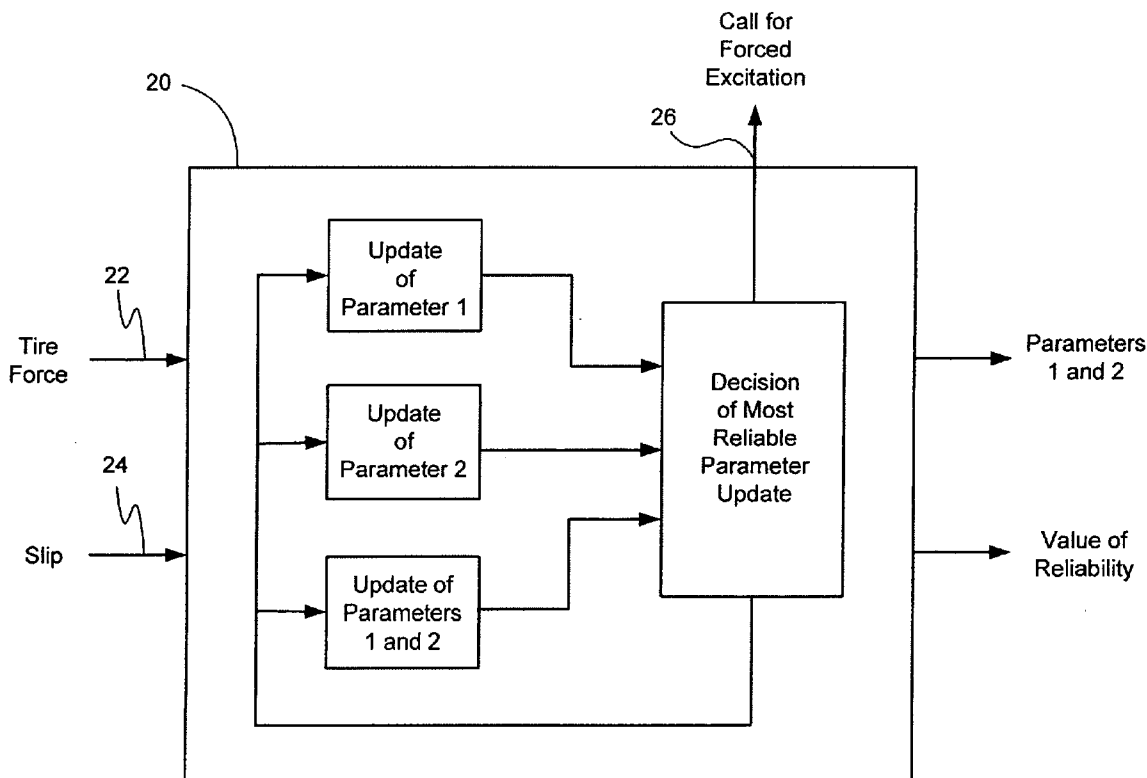 Call for
Forced
Excitation
20
26
Update
of
Parameter 1
22
Tire
Force
Parameters
1 and 2
Decision
of Most
Reliable
Parameter
Update
Update
of
Parameter 2
24
Slip
Value of
Reliability
Update of
Parameters
1 and 2